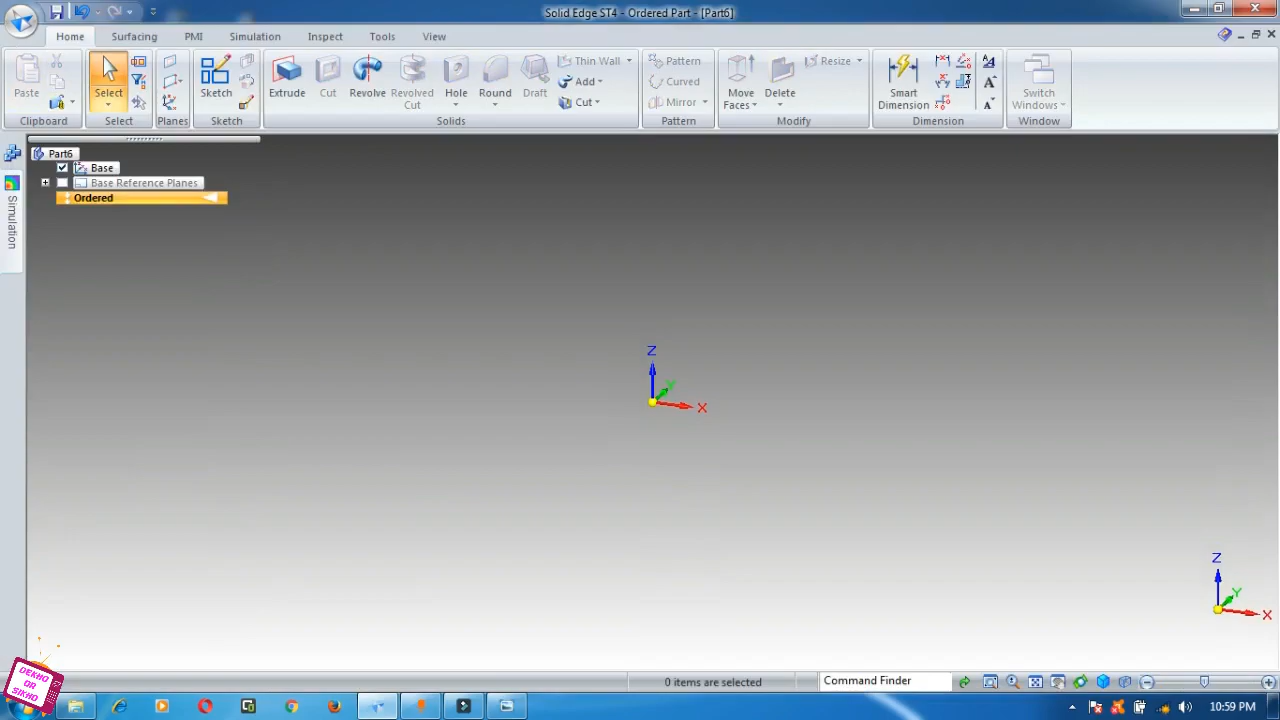 Solid Edge ST4 - Ordered Part - [Part6]
Home Surfacing PMI Simulation Inspect Tools View
Paste
Clipboard
Select
Select
Planes
Sketch
Sketch
Extrude
Cut
Revolve
Revolved Cut
Hole
Round
Draft
Thin Wall
Add
Cut
Solids
Pattern
Curved
Mirror
Pattern
Move Faces
Delete
Resize
Modify
Smart Dimension
Dimension
Switch Windows
Window
Part6
Base
Base Reference Planes
Ordered
Simulation
Z
Y
X
Z
Y
X
DEKHO
OR
SIKHO
0 items are selected
Command Finder
10:59 PM